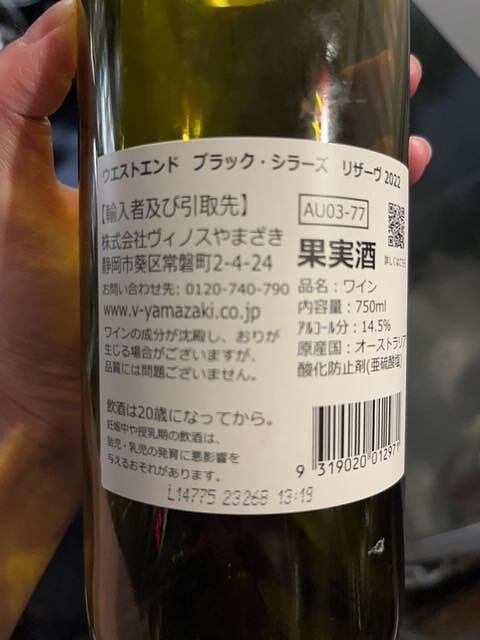 ウエストエンド ブラック・シラーズ リザーヴ 2022
【輸入者及び引取先】
株式会社ヴィノスやまざき
静岡市葵区常磐町2-4-24
お問い合わせ先: 0120-740-790
www.v-yamazaki.co.jp
ワインの成分が沈殿し、おりが
生じる場合がございますが、
品質には問題ございません。
飲酒は20歳になってから。
妊娠中や授乳期の飲酒は、
胎児・乳児の発育に悪影響を
与えるおそれがあります。
AU03-77
果実酒
詳しくはこちら
品名：ワイン
内容量：750ml
ｱﾙｺｰﾙ分：14.5%
原産国：オーストラリア
酸化防止剤(亜硫酸塩)
9 319020 012971
L14775 23268 13:19